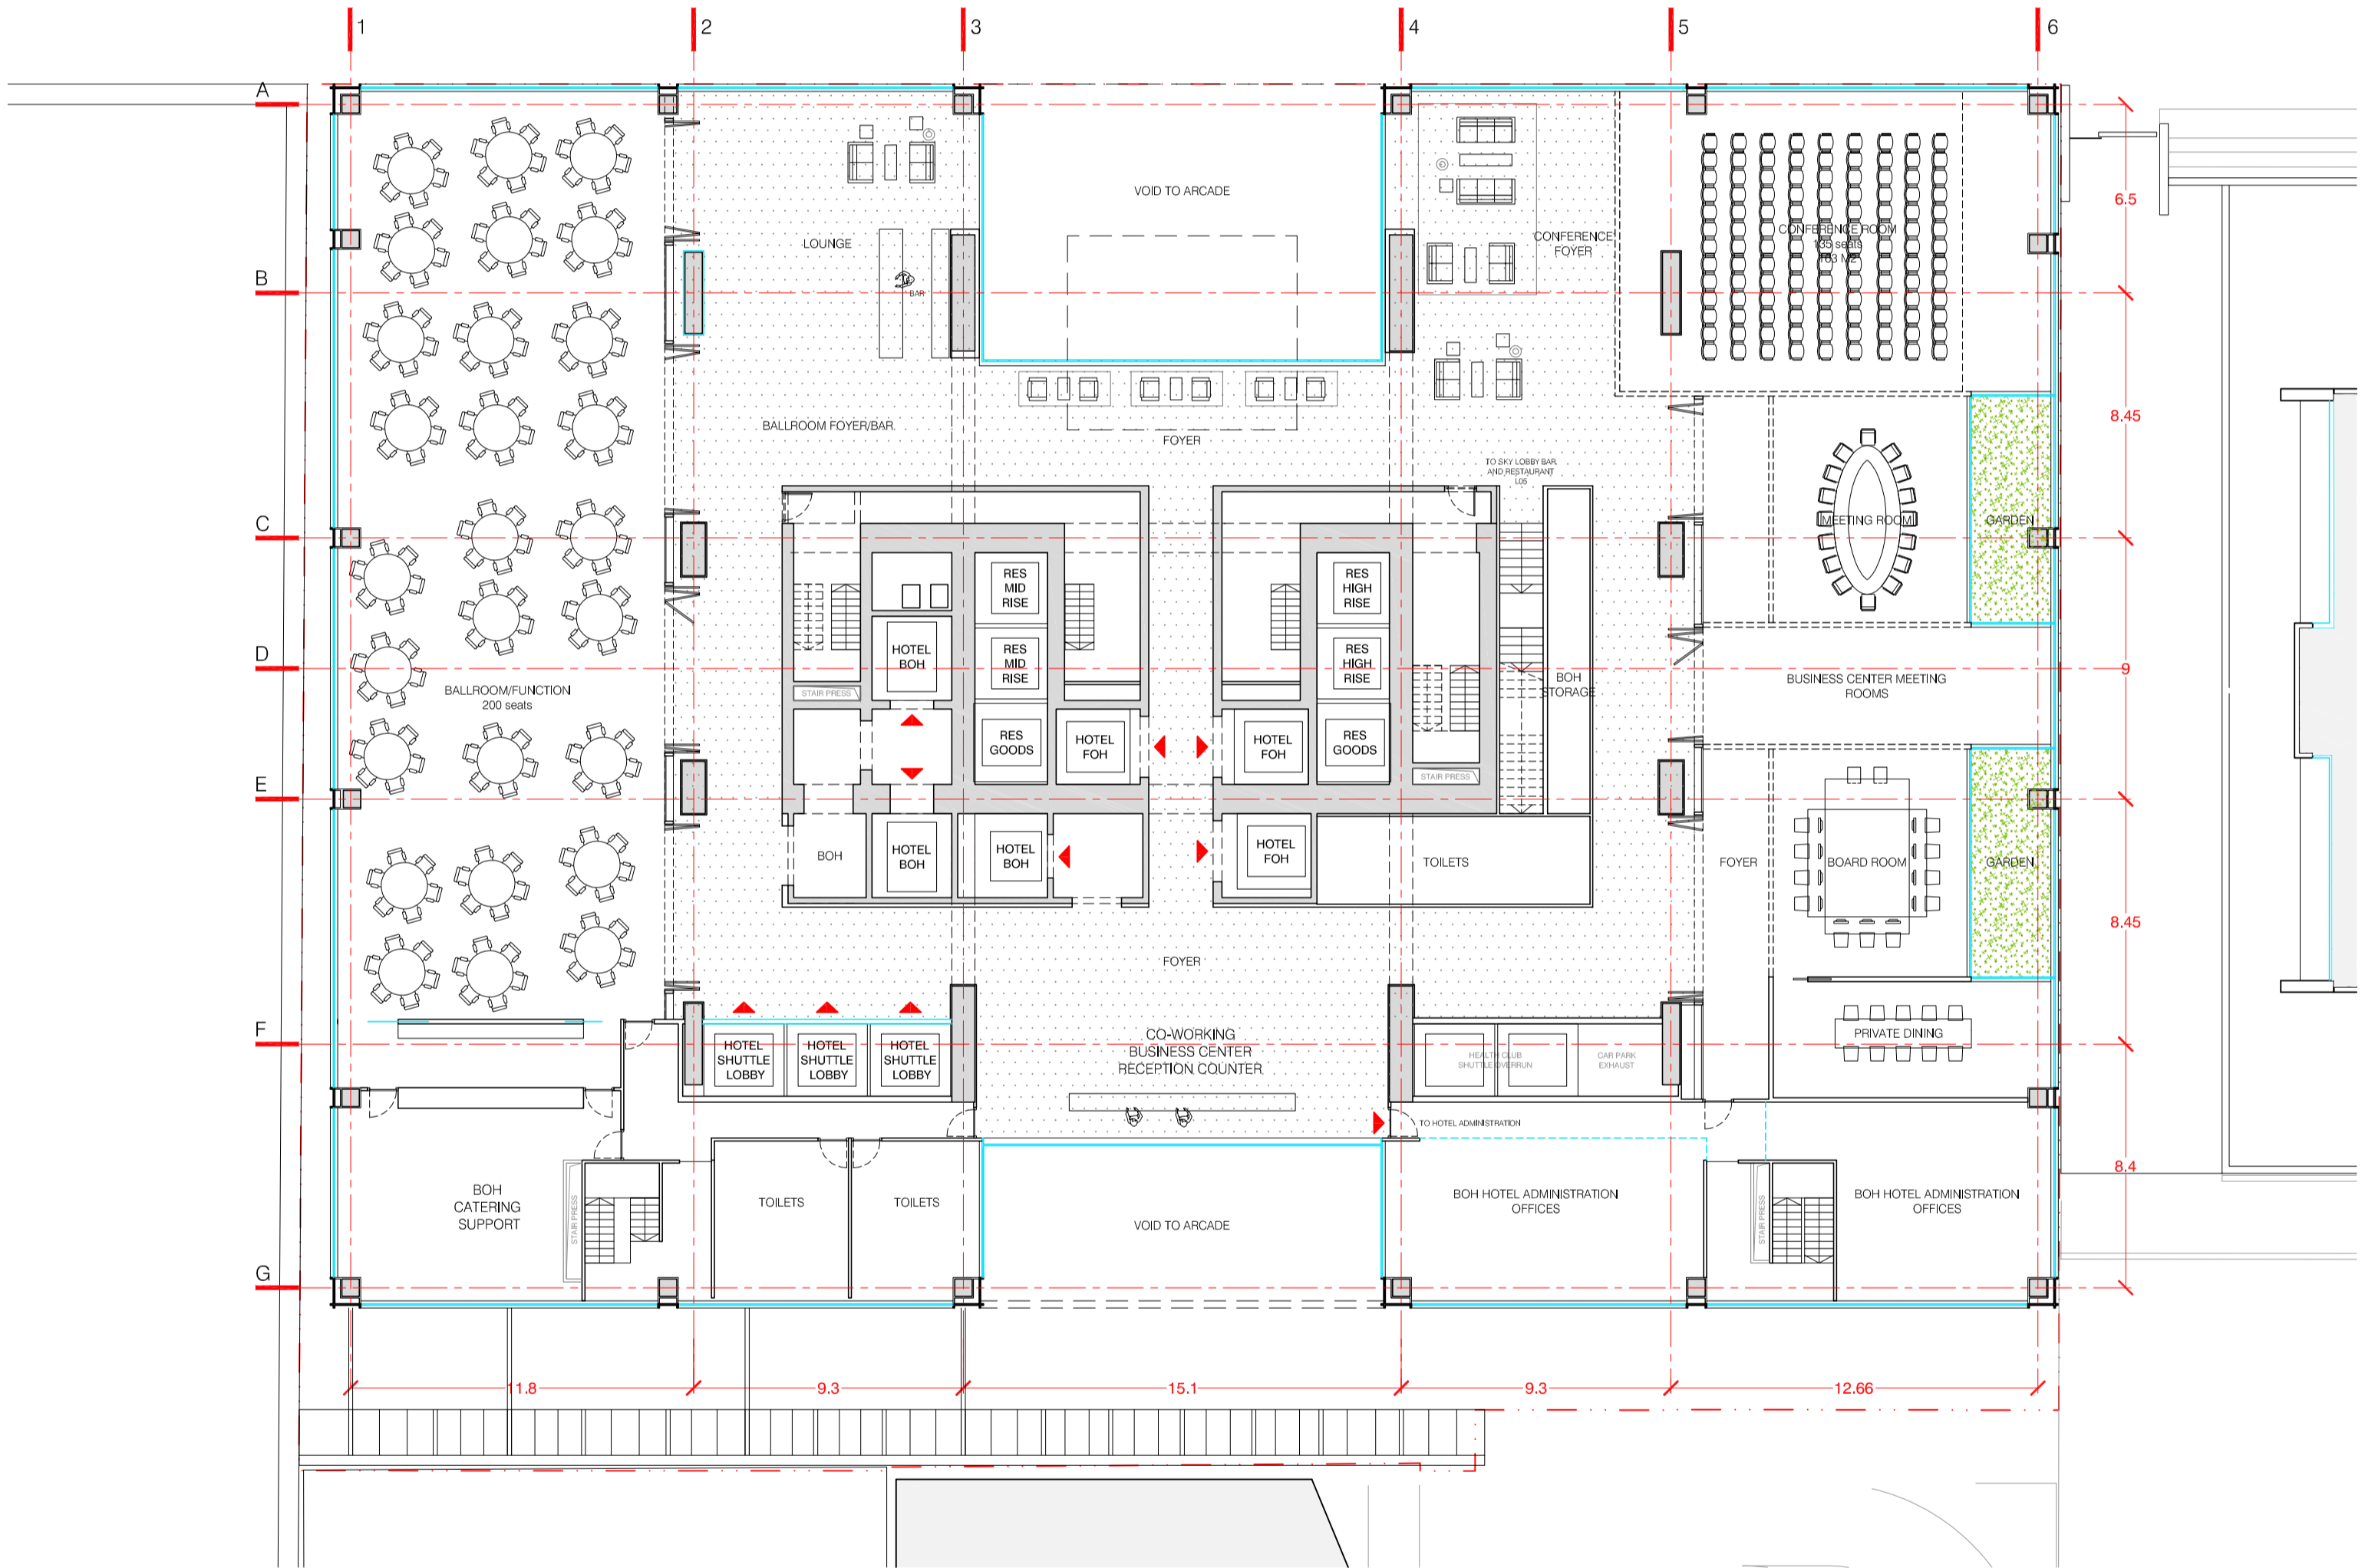 1
2
3
4
5
6
A
B
C
D
E
F
G
VOID TO ARCADE
LOUNGE
BAR
CONFERENCE
FOYER
CONFERENCE ROOM
135 seats
163 M2
6.5
8.45
9
8.45
8.4
BALLROOM FOYER/BAR
FOYER
TO SKY LOBBY BAR
AND RESTAURANT
L05
MEETING ROOM
GARDEN
RES
MID
RISE
RES
HIGH
RISE
HOTEL
BOH
RES
MID
RISE
RES
HIGH
RISE
BALLROOM/FUNCTION
200 seats
STAIR PRESS
BOH
STORAGE
BUSINESS CENTER MEETING
ROOMS
RES
GOODS
HOTEL
FOH
HOTEL
FOH
RES
GOODS
STAIR PRESS
BOH
HOTEL
BOH
HOTEL
BOH
HOTEL
FOH
TOILETS
FOYER
BOARD ROOM
GARDEN
FOYER
HOTEL
SHUTTLE
LOBBY
HOTEL
SHUTTLE
LOBBY
HOTEL
SHUTTLE
LOBBY
CO-WORKING
BUSINESS CENTER
RECEPTION COUNTER
HEALTH CLUB
SHUTTLE OVERRUN
CAR PARK
EXHAUST
PRIVATE DINING
TO HOTEL ADMINISTRATION
BOH
CATERING
SUPPORT
STAIR PRESS
TOILETS
TOILETS
VOID TO ARCADE
BOH HOTEL ADMINISTRATION
OFFICES
STAIR PRESS
BOH HOTEL ADMINISTRATION
OFFICES
11.8
9.3
15.1
9.3
12.66